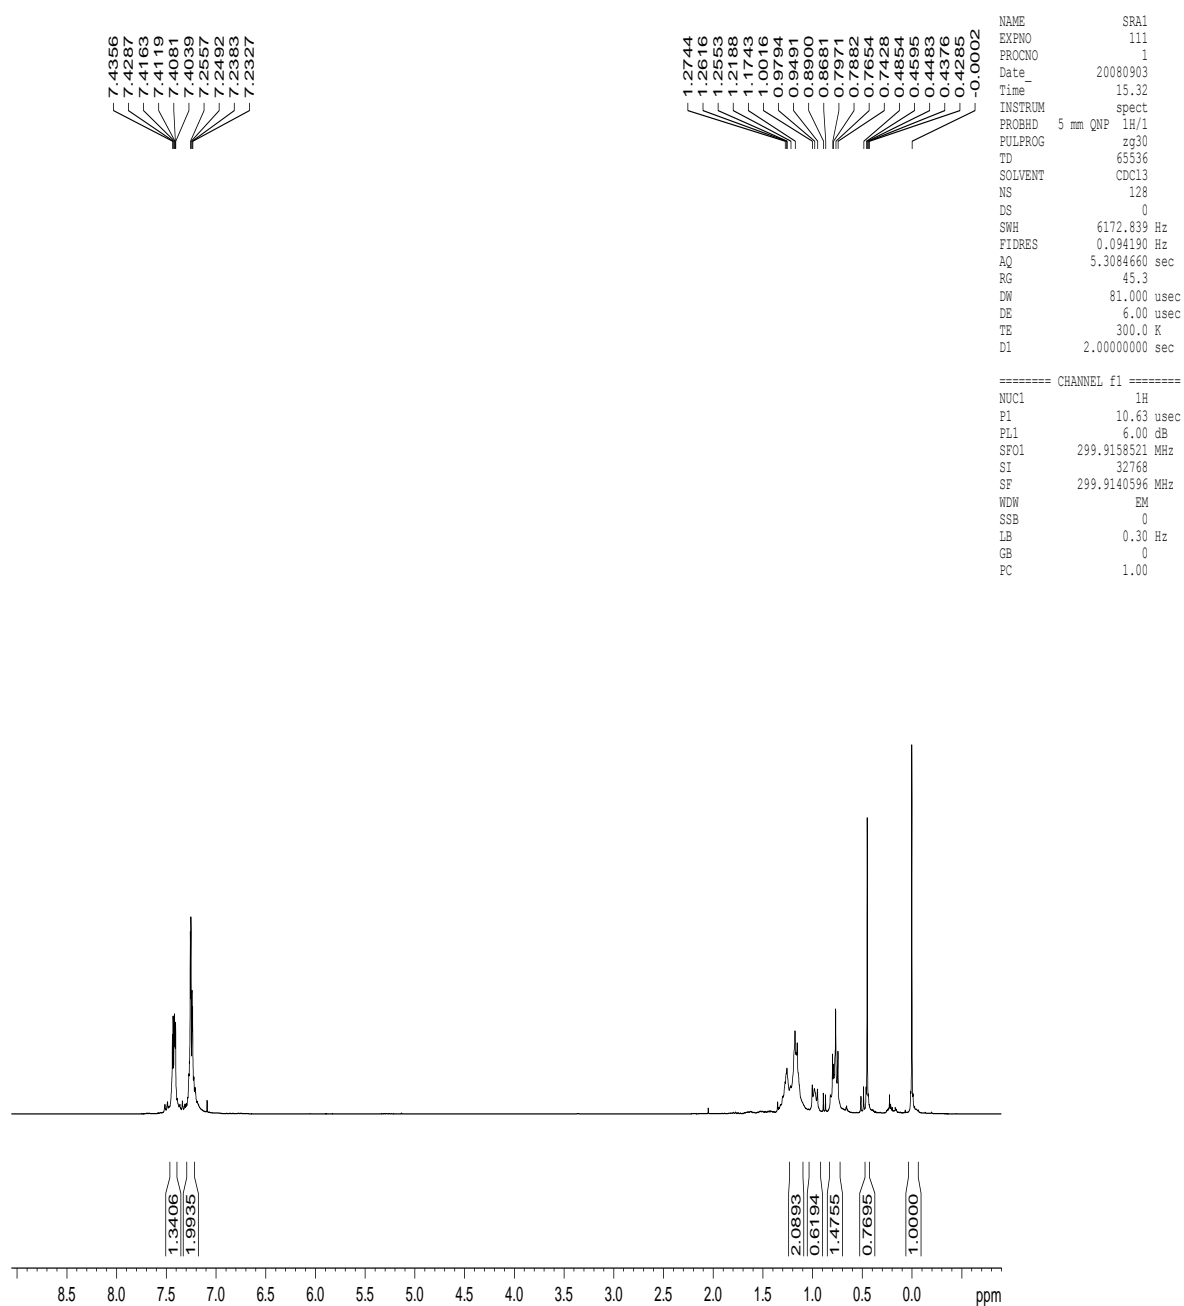 7.4356
7.4287
7.4163
7.4119
7.4081
7.4039
7.2557
7.2492
7.2383
7.2327
1.2744
1.2616
1.2553
1.2188
1.1743
1.0016
0.9794
0.9491
0.8900
0.8681
0.7971
0.7882
0.7654
0.7428
0.4854
0.4595
0.4483
0.4376
0.4285
-0.0002
NAME SRA1
EXPNO 111
PROCNO 1
Date_ 20080903
Time 15.32
INSTRUM spect
PROBHD 5 mm QNP 1H/1
PULPROG zg30
TD 65536
SOLVENT CDCl3
NS 128
DS 0
SWH 6172.839 Hz
FIDRES 0.094190 Hz
AQ 5.3084660 sec
RG 45.3
DW 81.000 usec
DE 6.00 usec
TE 300.0 K
D1 2.00000000 sec
======== CHANNEL f1 ========
NUC1 1H
P1 10.63 usec
PL1 6.00 dB
SFO1 299.9158521 MHz
SI 32768
SF 299.9140596 MHz
WDW EM
SSB 0
LB 0.30 Hz
GB 0
PC 1.00
1.3406
1.9935
2.0893
0.6194
1.4755
0.7695
1.0000
8.5 8.0 7.5 7.0 6.5 6.0 5.5 5.0 4.5 4.0 3.5 3.0 2.5 2.0 1.5 1.0 0.5 0.0 ppm